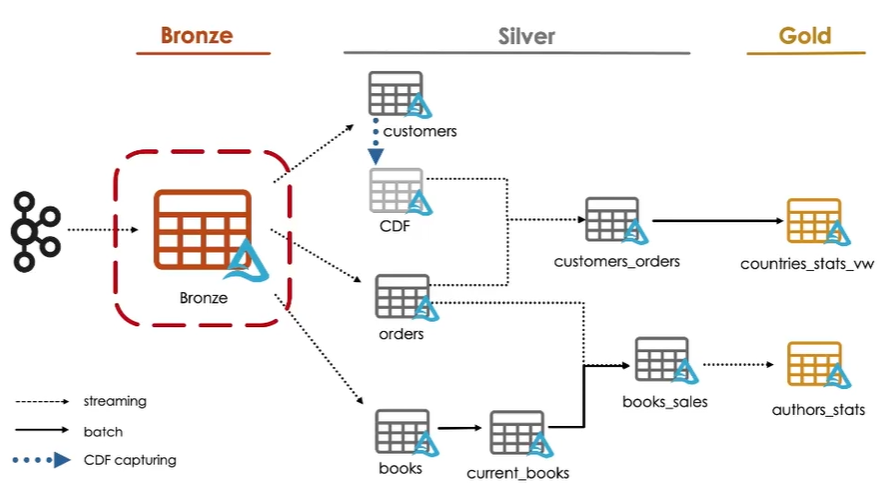 Bronze
Silver
Gold
customers
CDF
Bronze
customers_orders
countries_stats_vw
orders
books_sales
authors_stats
books
current_books
streaming
batch
CDF capturing